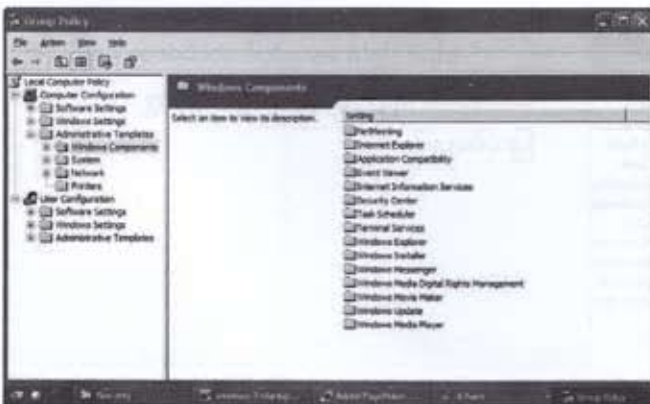 Group Policy
File Action View Help
Local Computer Policy
Computer Configuration
Software Settings
Windows Settings
Administrative Templates
Windows Components
System
Network
Printers
User Configuration
Software Settings
Windows Settings
Administrative Templates
Windows Components
Select an item to view its description.
Setting
NetMeeting
Internet Explorer
Application Compatibility
Event Viewer
Internet Information Services
Security Center
Task Scheduler
Terminal Services
Windows Explorer
Windows Installer
Windows Messenger
Windows Media Digital Rights Management
Windows Movie Maker
Windows Update
Windows Media Player
Group Policy